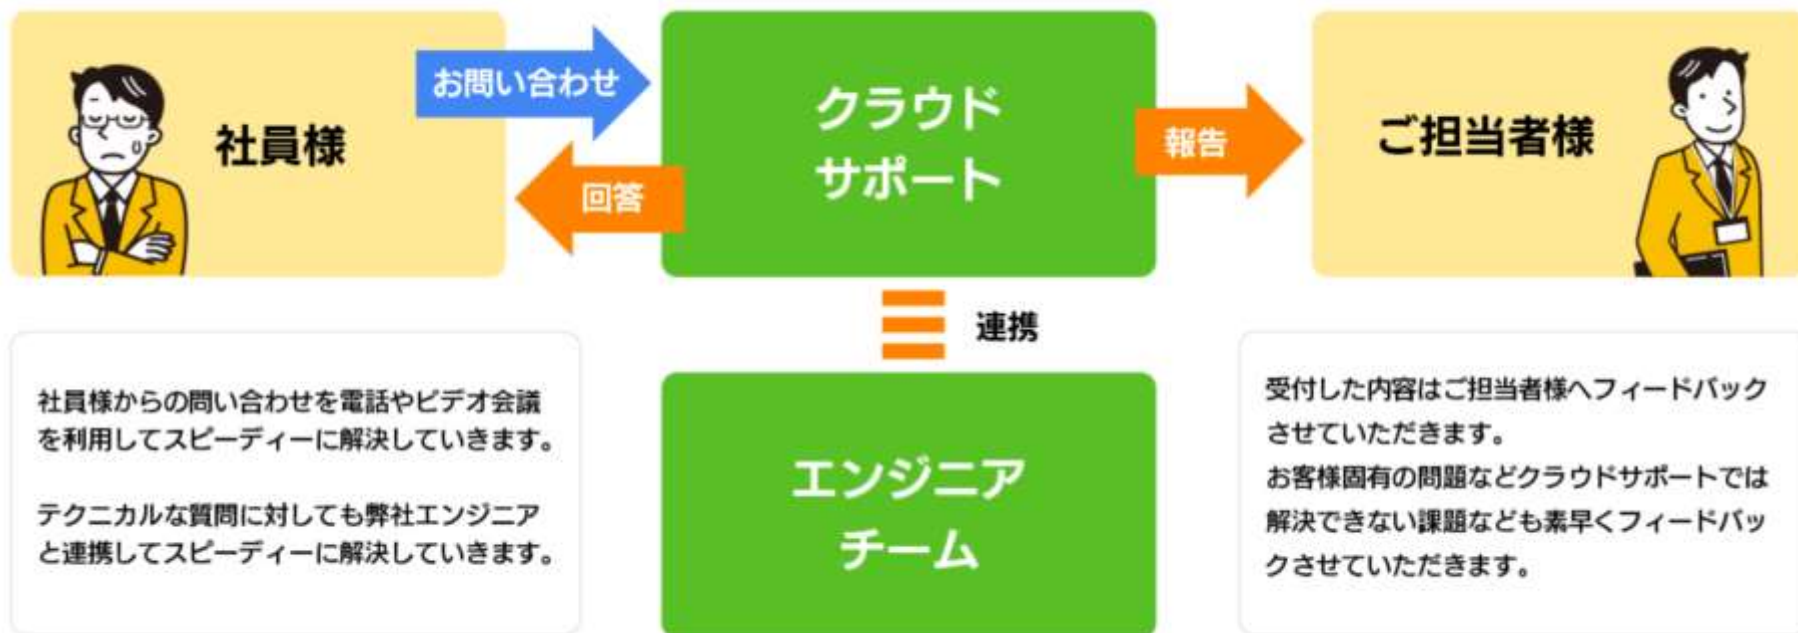 社員様
お問い合わせ
回答
クラウド
サポート
報告
ご担当者様
連携
エンジニア
チーム
社員様からの問い合わせを電話やビデオ会議
を利用してスピーディーに解決していきます。
テクニカルな質問に対しても弊社エンジニア
と連携してスピーディーに解決していきます。
受付した内容はご担当者様へフィードバック
させていただきます。
お客様固有の問題などクラウドサポートでは
解決できない課題なども素早くフィードバッ
クさせていただきます。